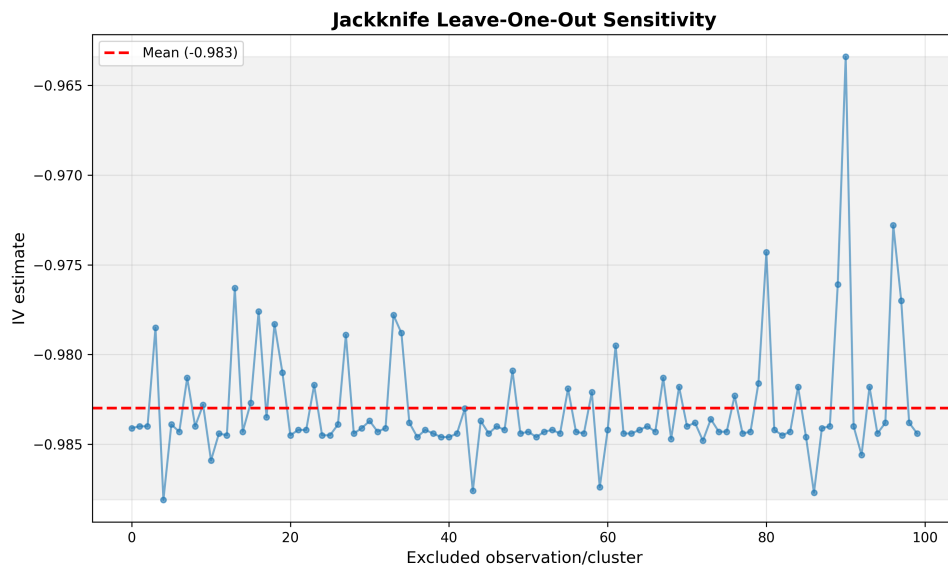 Jackknife Leave-One-Out Sensitivity
Mean (-0.983)
IV estimate
−0.965
−0.970
−0.975
−0.980
−0.985
0 20 40 60 80 100
Excluded observation/cluster